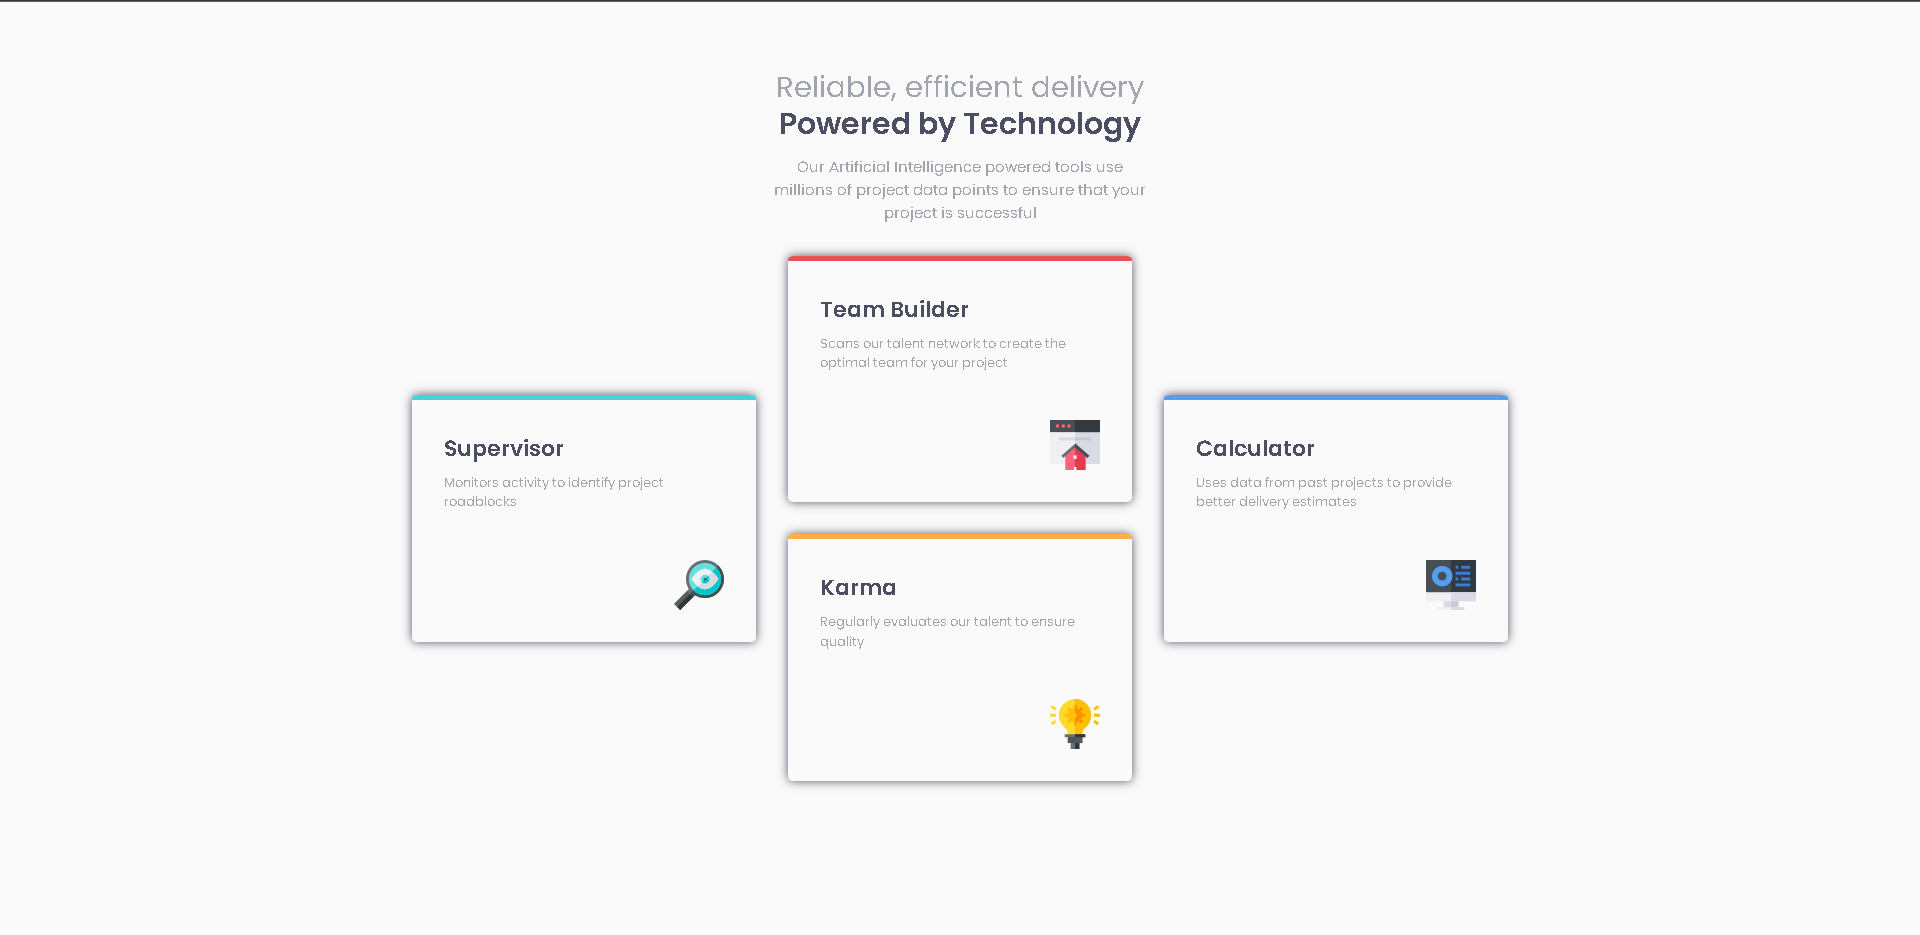 Reliable, efficient delivery
Powered by Technology
Our Artificial Intelligence powered tools use
millions of project data points to ensure that your
project is successful
Team Builder
Scans our talent network to create the
optimal team for your project
Supervisor
Monitors activity to identify project
roadblocks
Calculator
Uses data from past projects to provide
better delivery estimates
Karma
Regularly evaluates our talent to ensure
quality